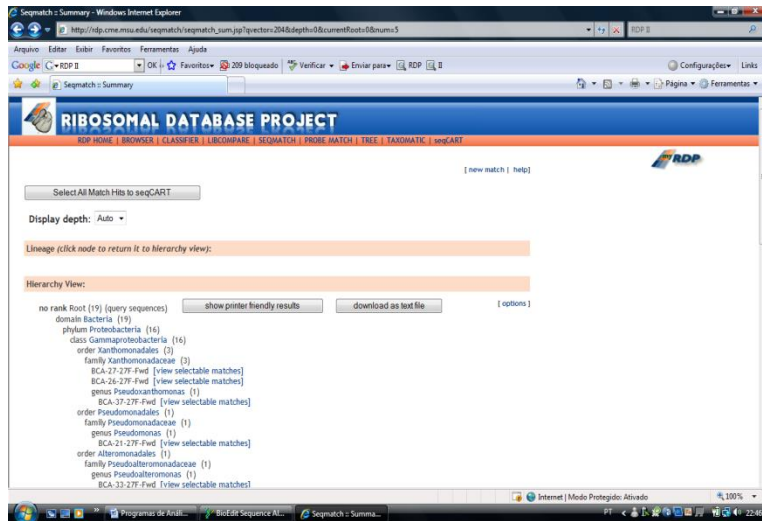 Seqmatch :: Summary - Windows Internet Explorer
http://rdp.cme.msu.edu/seqmatch/seqmatch_sum.jsp?qvector=204&depth=0&currentRoot=0&num=5
RDP II
Arquivo Editar Exibir Favoritos Ferramentas Ajuda
Google G RDP II OK Favoritos 209 bloqueado Verificar Enviar para RDP II
Configurações Links
Seqmatch :: Summary
Página Ferramentas
RIBOSOMAL DATABASE PROJECT
RDP HOME | BROWSER | CLASSIFIER | LIBCOMPARE | SEQMATCH | PROBE MATCH | TREE | TAXOMATIC | seqCART
[ new match | help]
my RDP
Select All Match Hits to seqCART
Display depth: Auto
Lineage (click node to return it to hierarchy view):
Hierarchy View:
no rank Root (19) (query sequences) show printer friendly results download as text file [ options ]
domain Bacteria (19)
phylum Proteobacteria (16)
class Gammaproteobacteria (16)
order Xanthomonadales (3)
family Xanthomonadaceae (3)
BCA-27-27F-Fwd [view selectable matches]
BCA-26-27F-Fwd [view selectable matches]
genus Pseudoxanthomonas (1)
BCA-37-27F-Fwd [view selectable matches]
order Pseudomonadales (1)
family Pseudomonadaceae (1)
genus Pseudomonas (1)
BCA-21-27F-Fwd [view selectable matches]
order Alteromonadales (1)
family Pseudoalteromonadaceae (1)
genus Pseudoalteromonas (1)
BCA-33-27F-Fwd [view selectable matches]
Internet | Modo Protegido: Ativado 100%
Programas de Análi... BioEdit Sequence Al... Seqmatch :: Summa... PT 22:46